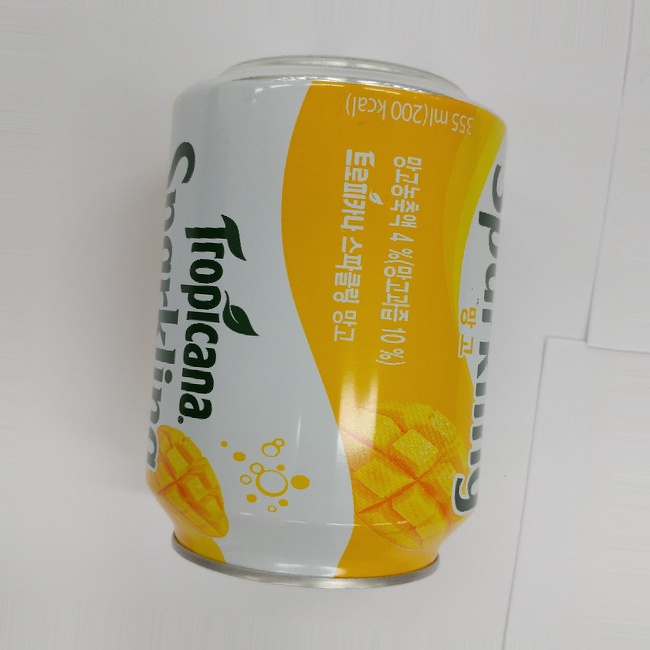 Tropicana
Sparkling
355 ml(200 kcal)
트로피카나 스파클링 망고
망고농축액 4 %(망고과즙 10 %)
Sparkling
망고